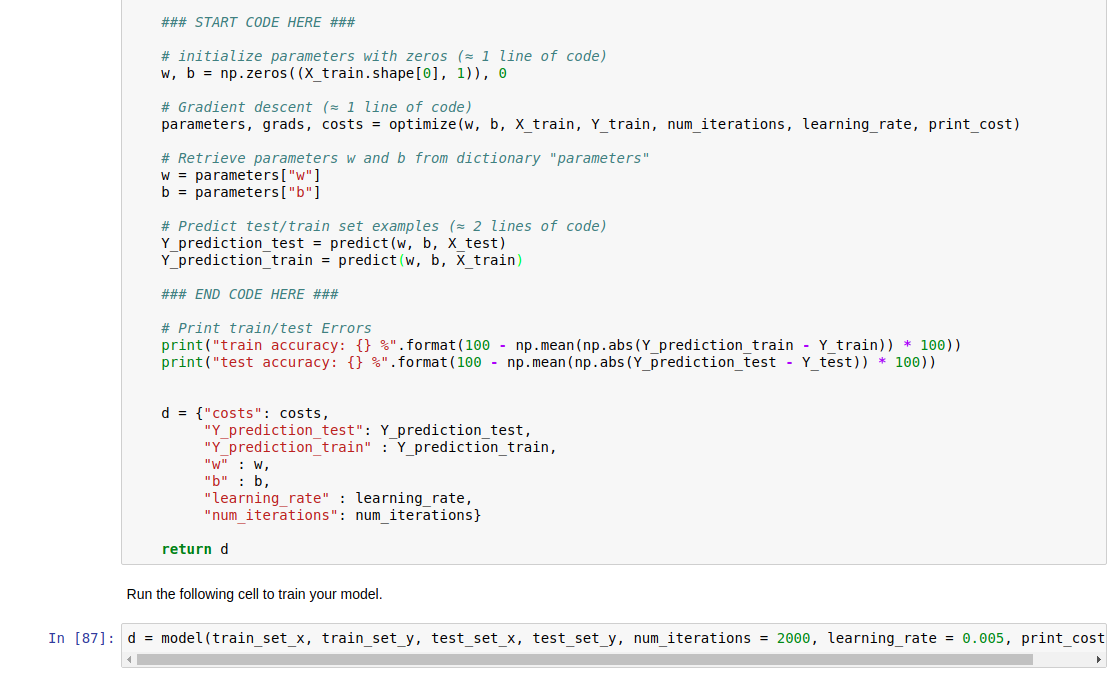 ### START CODE HERE ###
# initialize parameters with zeros (≈ 1 line of code)
w, b = np.zeros((X_train.shape[0], 1)), 0
# Gradient descent (≈ 1 line of code)
parameters, grads, costs = optimize(w, b, X_train, Y_train, num_iterations, learning_rate, print_cost)
# Retrieve parameters w and b from dictionary "parameters"
w = parameters["w"]
b = parameters["b"]
# Predict test/train set examples (≈ 2 lines of code)
Y_prediction_test = predict(w, b, X_test)
Y_prediction_train = predict(w, b, X_train)
### END CODE HERE ###
# Print train/test Errors
print("train accuracy: {} %".format(100 - np.mean(np.abs(Y_prediction_train - Y_train)) * 100))
print("test accuracy: {} %".format(100 - np.mean(np.abs(Y_prediction_test - Y_test)) * 100))
d = {"costs": costs,
"Y_prediction_test": Y_prediction_test,
"Y_prediction_train" : Y_prediction_train,
"w" : w,
"b" : b,
"learning_rate" : learning_rate,
"num_iterations": num_iterations}
return d
Run the following cell to train your model.
In [87]: d = model(train_set_x, train_set_y, test_set_x, test_set_y, num_iterations = 2000, learning_rate = 0.005, print_cost